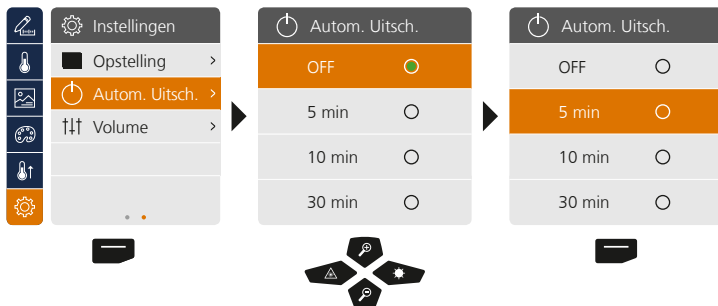 Instellingen
Opstelling
Autom. Uitsch.
Volume
Autom. Uitsch.
OFF
5 min
10 min
30 min
Autom. Uitsch.
OFF
5 min
10 min
30 min